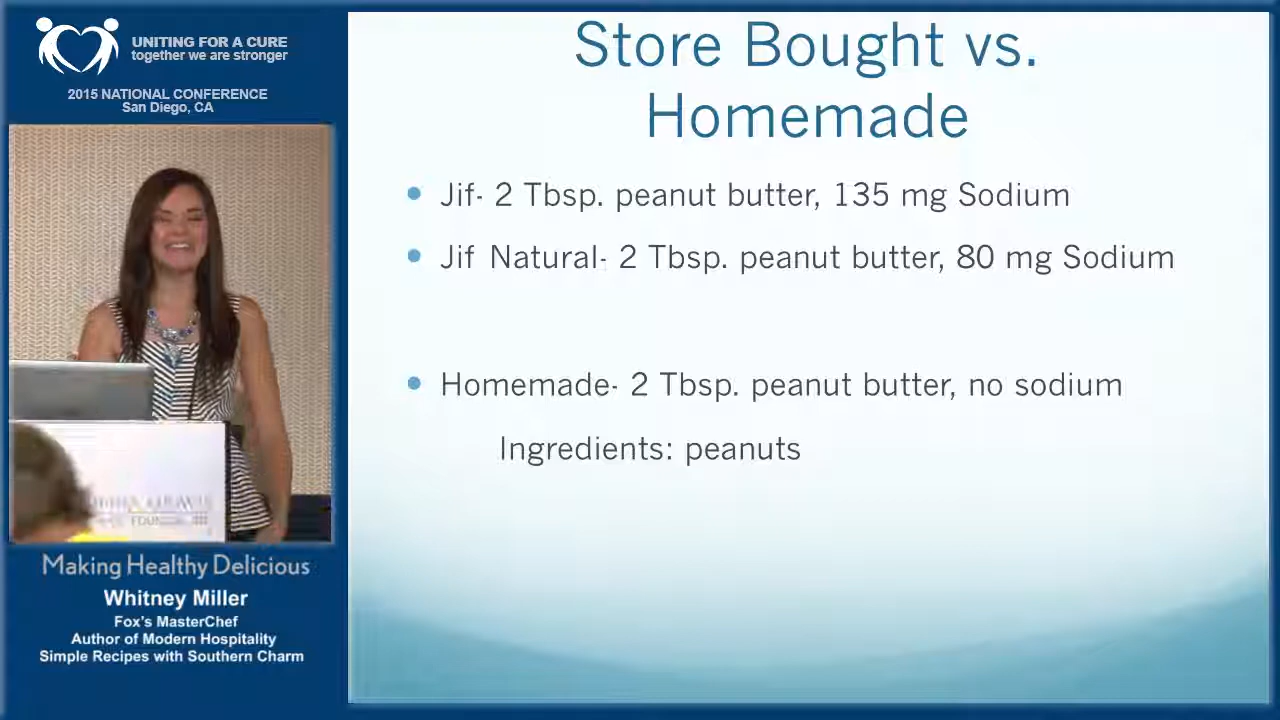 UNITING FOR A CURE
together we are stronger
2015 NATIONAL CONFERENCE
San Diego, CA
Store Bought vs.
Homemade
Jif- 2 Tbsp. peanut butter, 135 mg Sodium
Jif Natural- 2 Tbsp. peanut butter, 80 mg Sodium
Homemade- 2 Tbsp. peanut butter, no sodium
Ingredients: peanuts
Making Healthy Delicious
Whitney Miller
Fox's MasterChef
Author of Modern Hospitality
Simple Recipes with Southern Charm